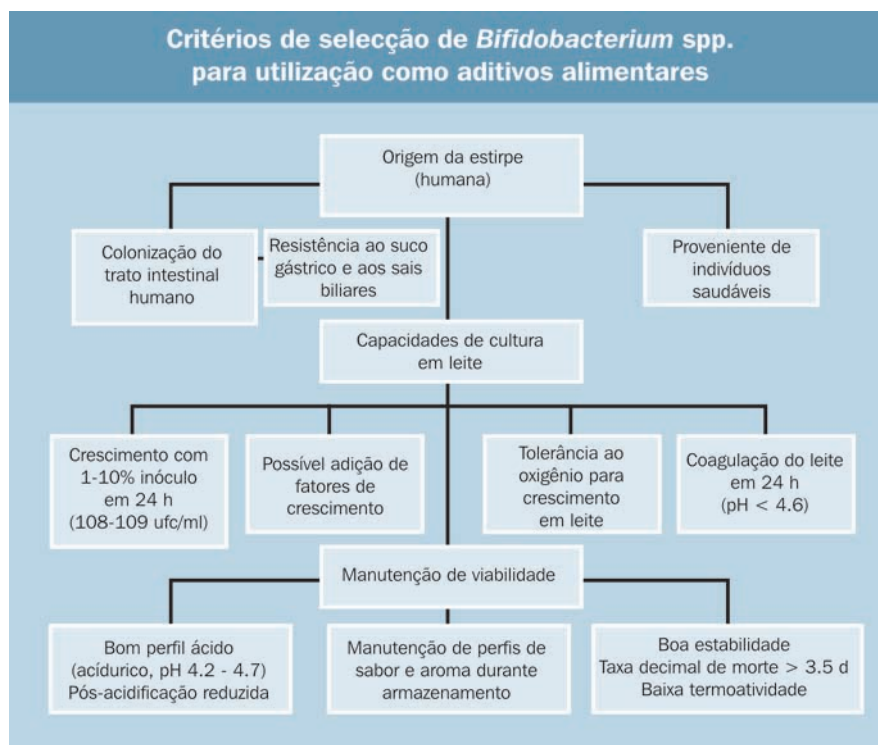 Critérios de selecção de Bifidobacterium spp.
para utilização como aditivos alimentares
Origem da estirpe
(humana)
Colonização do
trato intestinal
humano
Resistência ao suco
gástrico e aos sais
biliares
Proveniente de
indivíduos
saudáveis
Capacidades de cultura
em leite
Crescimento com
1-10% inóculo
em 24 h
(108-109 ufc/ml)
Possível adição de
fatores de
crescimento
Tolerância ao
oxigênio para
crescimento
em leite
Coagulação do leite
em 24 h
(pH < 4.6)
Manutenção de viabilidade
Bom perfil ácido
(acídurico, pH 4.2 - 4.7)
Pós-acidificação reduzida
Manutenção de perfis de
sabor e aroma durante
armazenamento
Boa estabilidade
Taxa decimal de morte > 3.5 d
Baixa termoatividade